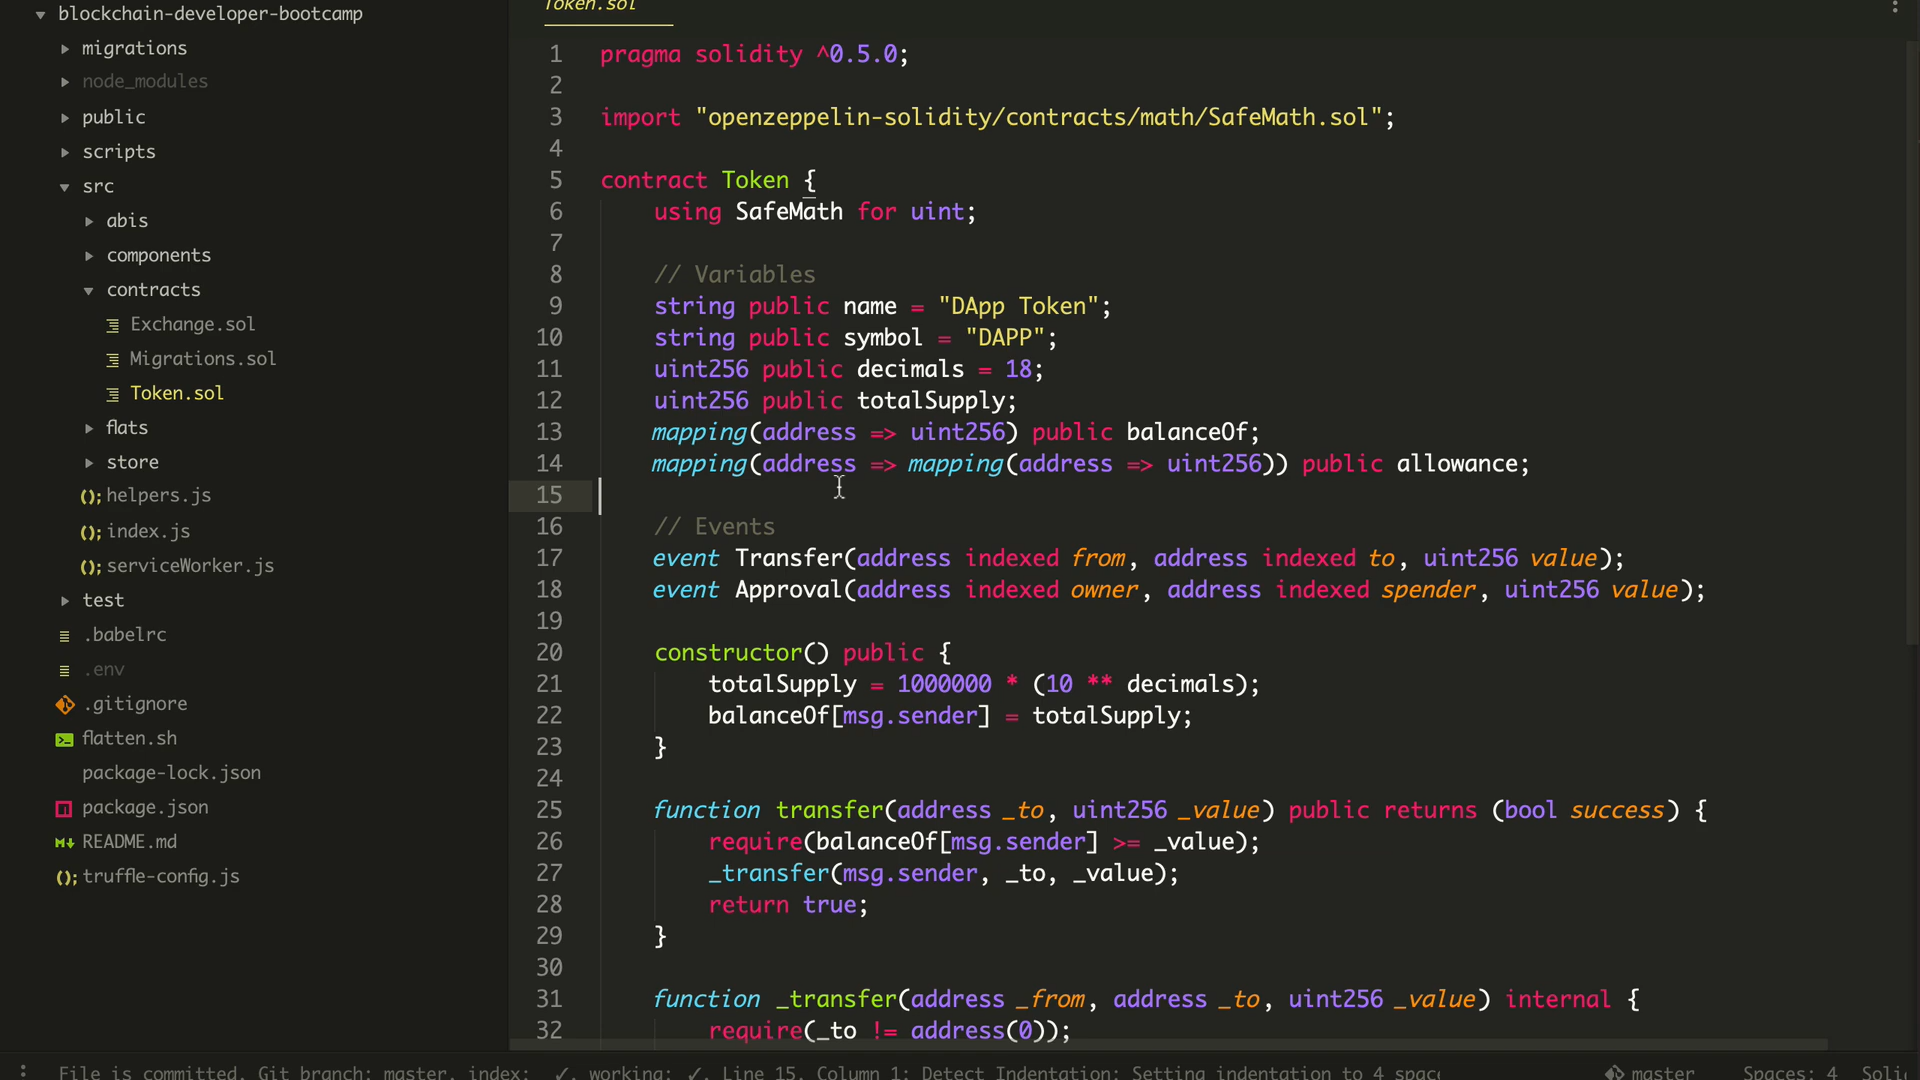 blockchain-developer-bootcamp
migrations
node_modules
public
scripts
src
abis
components
contracts
Exchange.sol
Migrations.sol
Token.sol
flats
store
(); helpers.js
(); index.js
(); serviceWorker.js
test
.babelrc
.env
.gitignore
flatten.sh
package-lock.json
package.json
README.md
(); truffle-config.js
Token.sol
1 pragma solidity ^0.5.0;
2
3 import "openzeppelin-solidity/contracts/math/SafeMath.sol";
4
5 contract Token {
6     using SafeMath for uint;
7
8     // Variables
9     string public name = "DApp Token";
10     string public symbol = "DAPP";
11     uint256 public decimals = 18;
12     uint256 public totalSupply;
13     mapping(address => uint256) public balanceOf;
14     mapping(address => mapping(address => uint256)) public allowance;
15
16     // Events
17     event Transfer(address indexed from, address indexed to, uint256 value);
18     event Approval(address indexed owner, address indexed spender, uint256 value);
19
20     constructor() public {
21         totalSupply = 1000000 * (10 ** decimals);
22         balanceOf[msg.sender] = totalSupply;
23     }
24
25     function transfer(address _to, uint256 _value) public returns (bool success) {
26         require(balanceOf[msg.sender] >= _value);
27         _transfer(msg.sender, _to, _value);
28         return true;
29     }
30
31     function _transfer(address _from, address _to, uint256 _value) internal {
32         require(_to != address(0));
File is committed. Git branch: master, index: ✓, working: ✓, Line 15, Column 1; Detect Indentation: Setting indentation to 4 spac master Spaces: 4 Soli